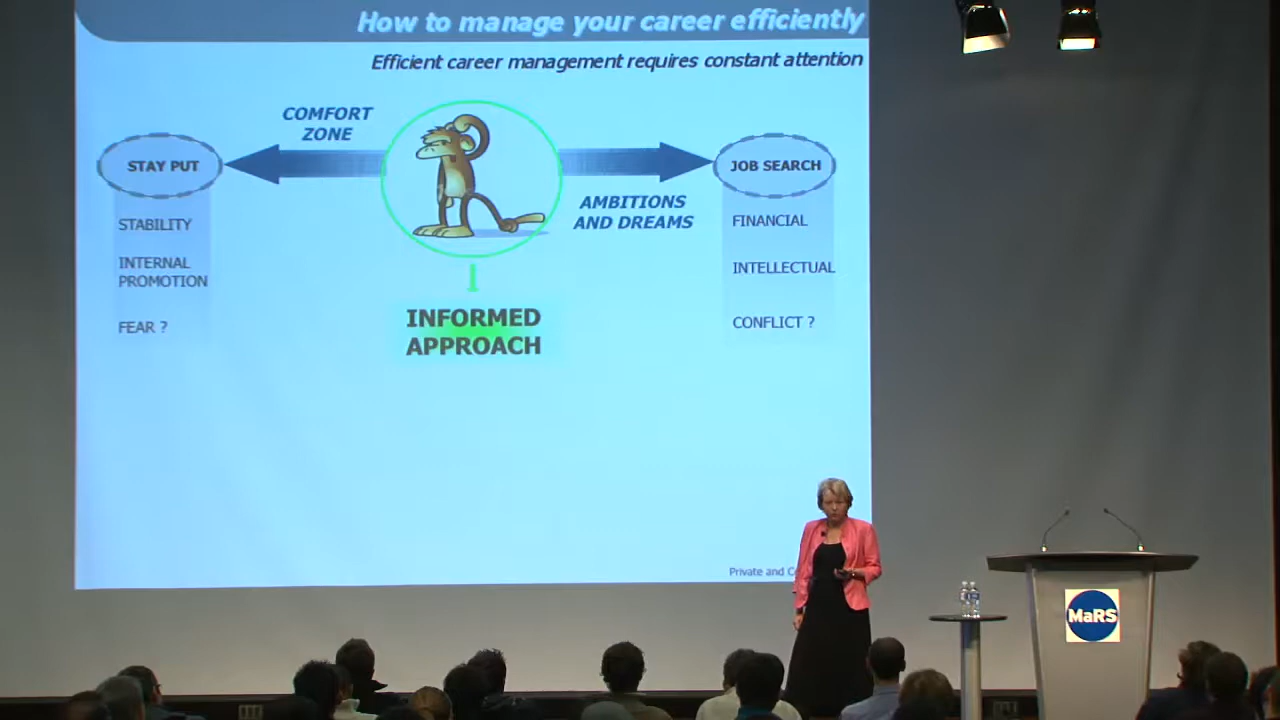 How to manage your career efficiently
Efficient career management requires constant attention
COMFORT
ZONE
STAY PUT
JOB SEARCH
AMBITIONS
AND DREAMS
STABILITY
INTERNAL
PROMOTION
FEAR ?
FINANCIAL
INTELLECTUAL
CONFLICT ?
INFORMED
APPROACH
Private and
MaRS